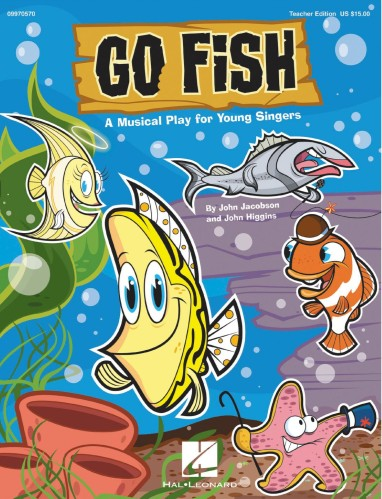 09970570
Teacher Edition US $15.00
GO FISH
A Musical Play for Young Singers
By John Jacobson
and John Higgins
HAL•LEONARD